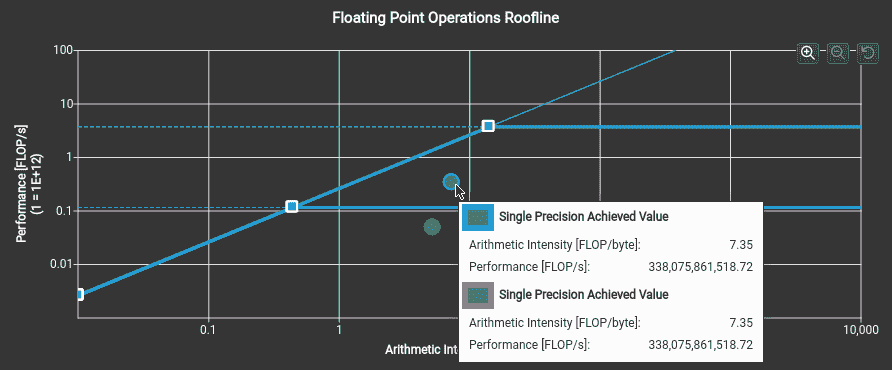 Floating Point Operations Roofline
100
10
1
0.1
0.01
Performance [FLOP/s]
(1 = 1E+12)
Single Precision Achieved Value
Arithmetic Intensity [FLOP/byte]: 7.35
Performance [FLOP/s]: 338,075,861,518.72
Single Precision Achieved Value
Arithmetic Intensity [FLOP/byte]: 7.35
Performance [FLOP/s]: 338,075,861,518.72
0.1 1 10,000
Arithmetic Int